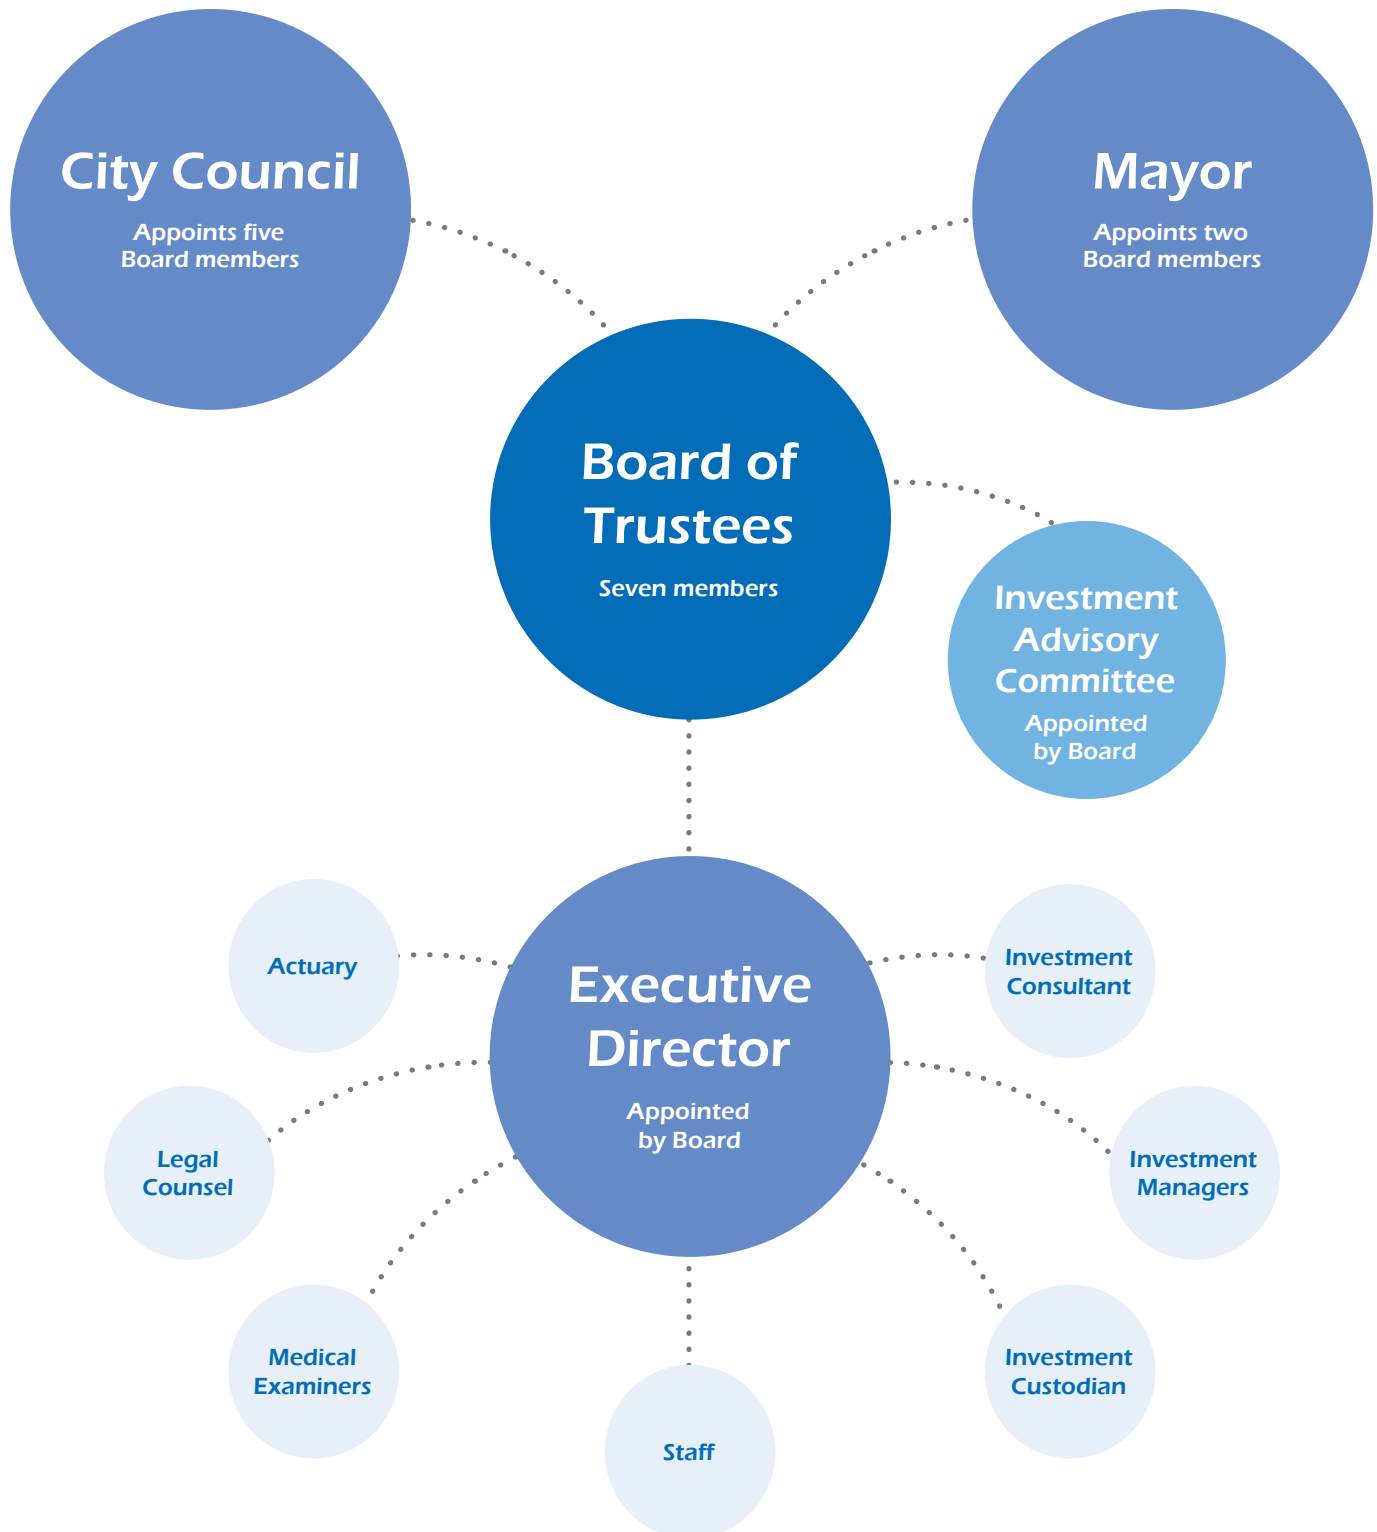 City Council
Appoints five
Board members
Mayor
Appoints two
Board members
Board of
Trustees
Seven members
Investment
Advisory
Committee
Appointed
by Board
Executive
Director
Appointed
by Board
Actuary
Investment
Consultant
Legal
Counsel
Investment
Managers
Medical
Examiners
Investment
Custodian
Staff